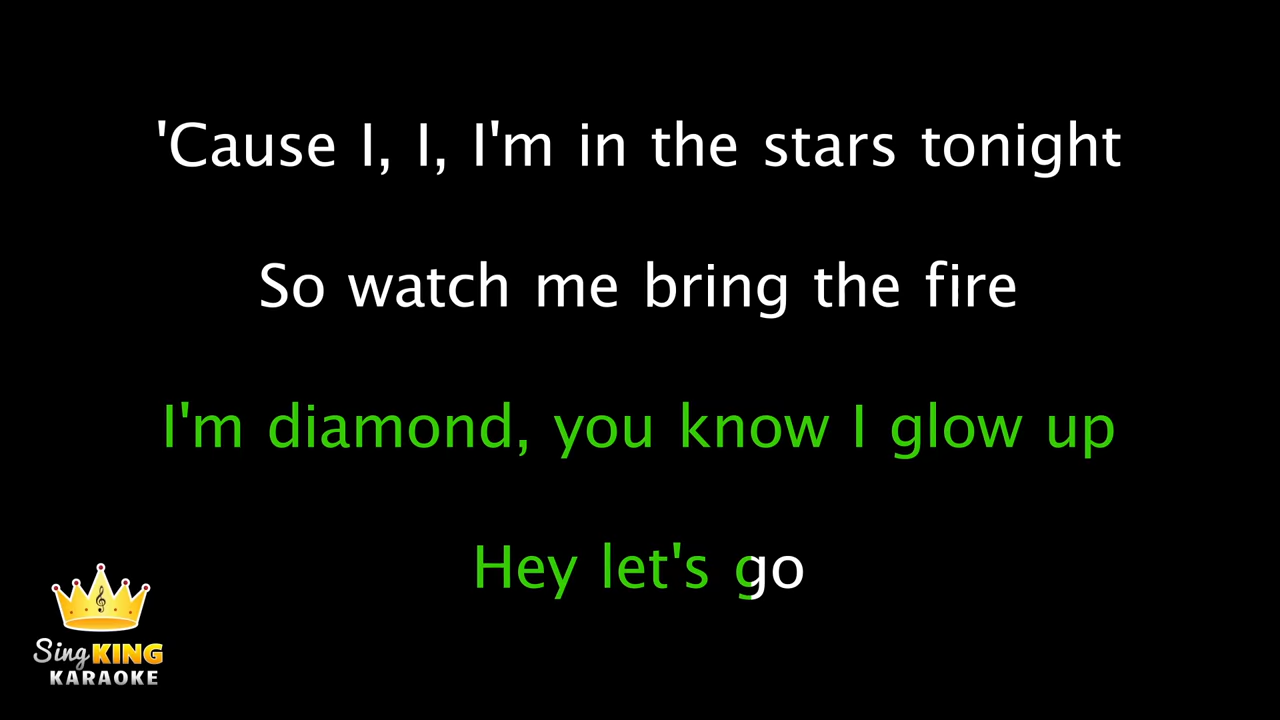 'Cause I, I, I'm in the stars tonight
So watch me bring the fire
I'm diamond, you know I glow up
Hey let's go
Sing KING
KARAOKE